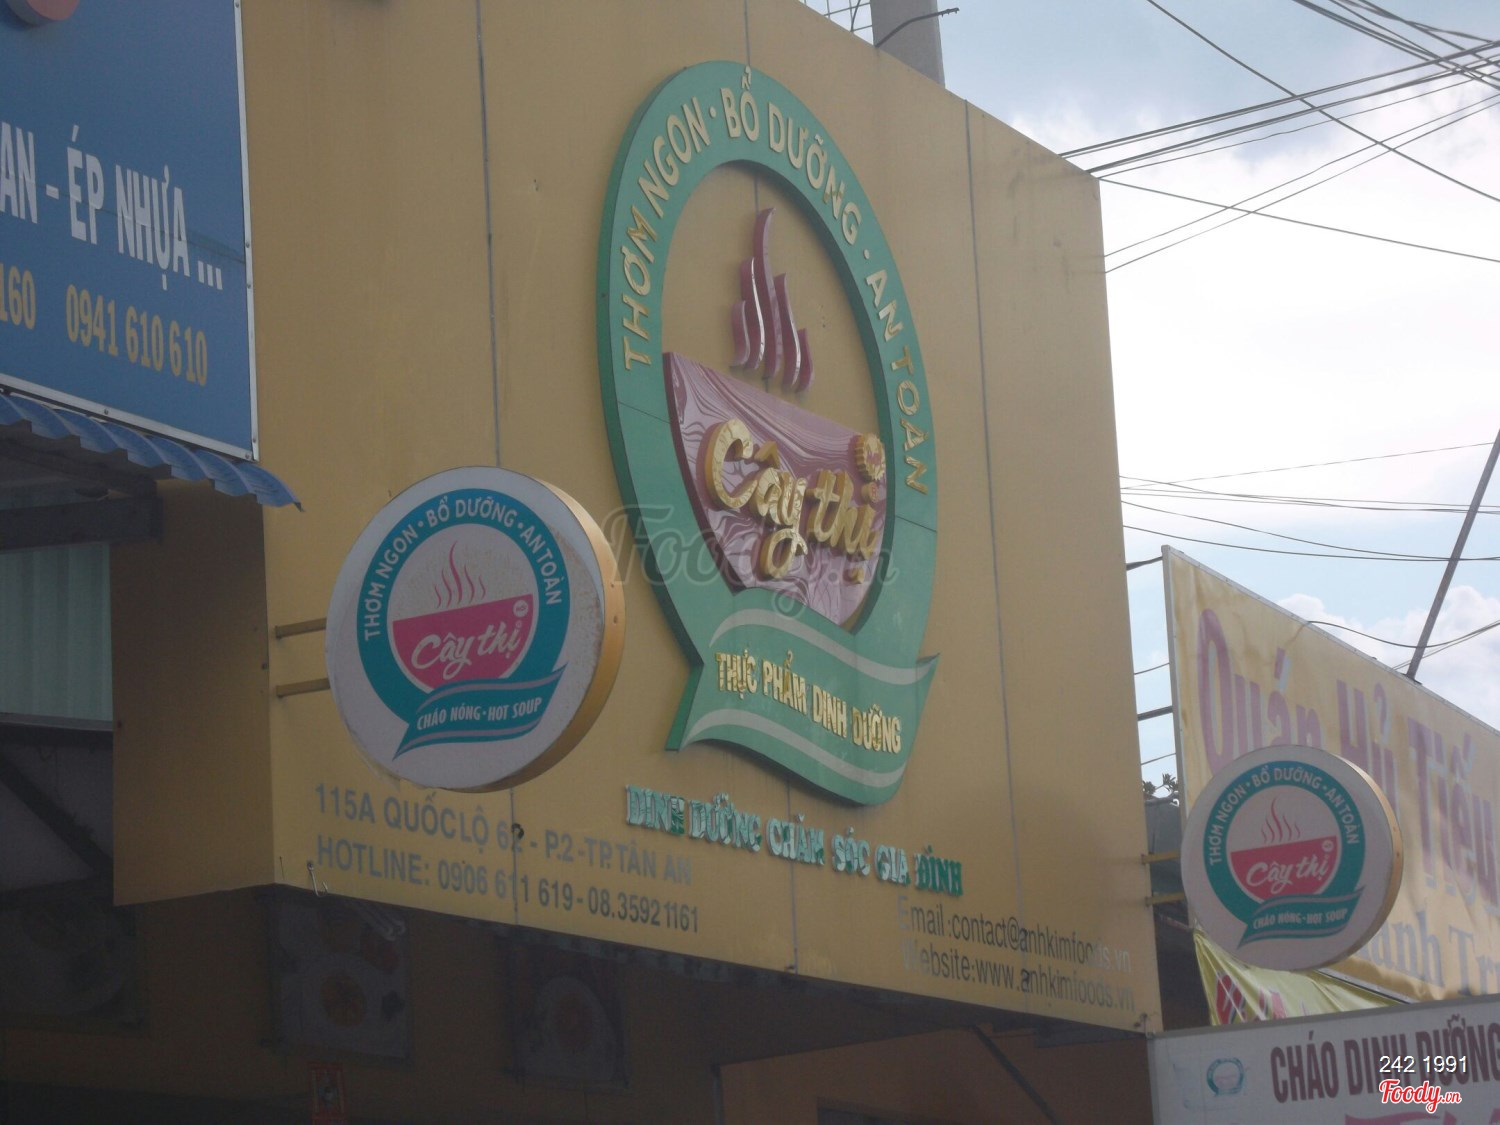 AN - ÉP NHỰA ...
160 0941 610 610
THƠM NGON · BỔ DƯỠNG · AN TOÀN
Cây thị
THỰC PHẨM DINH DƯỠNG
DINH DƯỠNG CHĂM SÓC GIA ĐÌNH
THƠM NGON · BỔ DƯỠNG · AN TOÀN
Cây thị
CHÁO NÓNG - HOT SOUP
115A QUỐC LỘ 62 - P.2 - TP.TÂN AN
HOTLINE: 0906 611 619 - 08.35921161
Email:contact@anhkimfoods.vn
Website:www.anhkimfoods.vn
Quán Hủ Tiếu
THƠM NGON · BỔ DƯỠNG · AN TOÀN
Cây thị
CHÁO NÓNG - HOT SOUP
CHÁO DINH DƯỠNG
Foody.vn
242 1991
Foody.vn